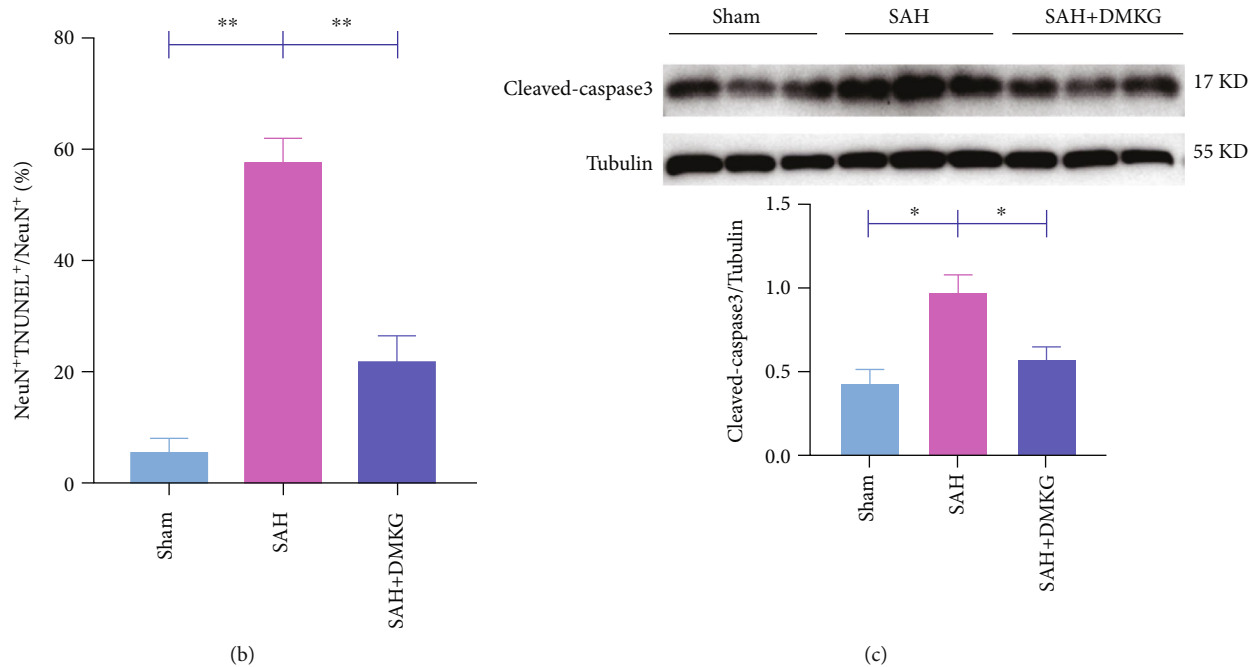 **
**
80
60
40
20
0
NeuN⁺TNUNEL⁺/NeuN⁺ (%)
Sham
SAH
SAH+DMKG
(b)
Sham
SAH
SAH+DMKG
Cleaved-caspase3
17 KD
Tubulin
55 KD
*
*
1.5
1.0
0.5
0.0
Cleaved-caspase3/Tubulin
Sham
SAH
SAH+DMKG
(c)